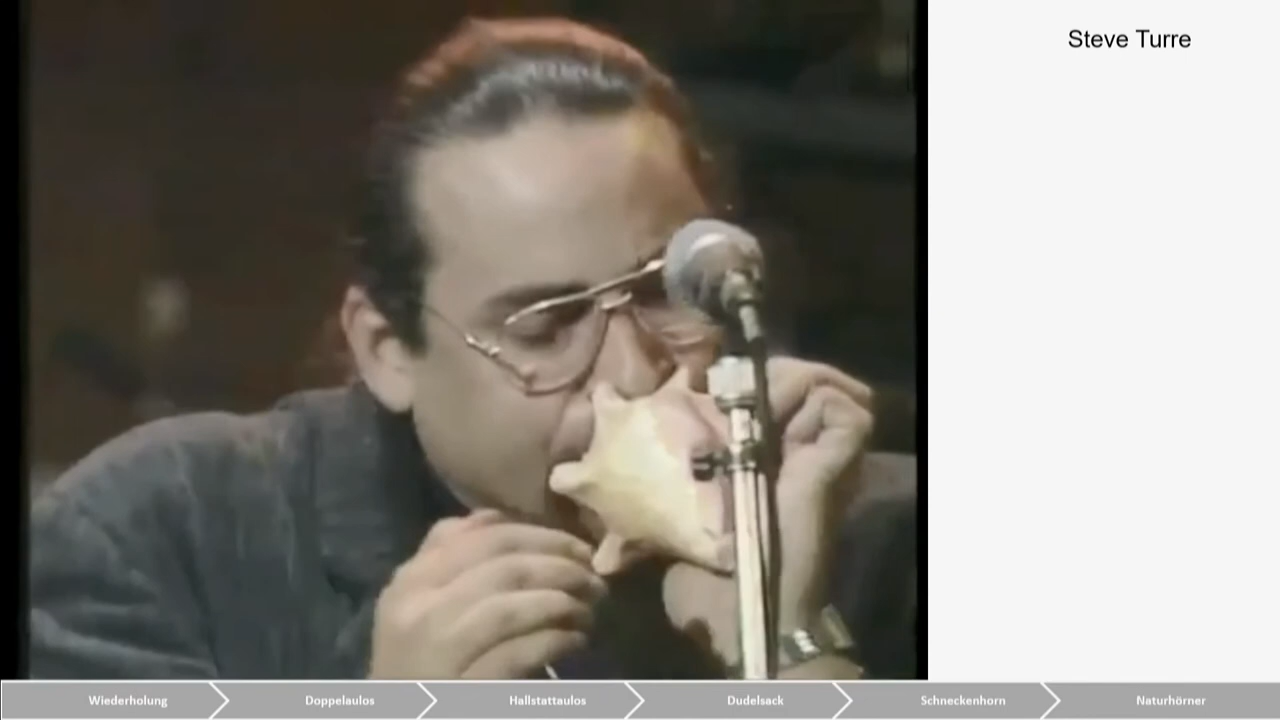 Steve Turre
Wiederholung
Doppelaulos
Hallstattaulos
Dudelsack
Schneckenhorn
Naturhörner